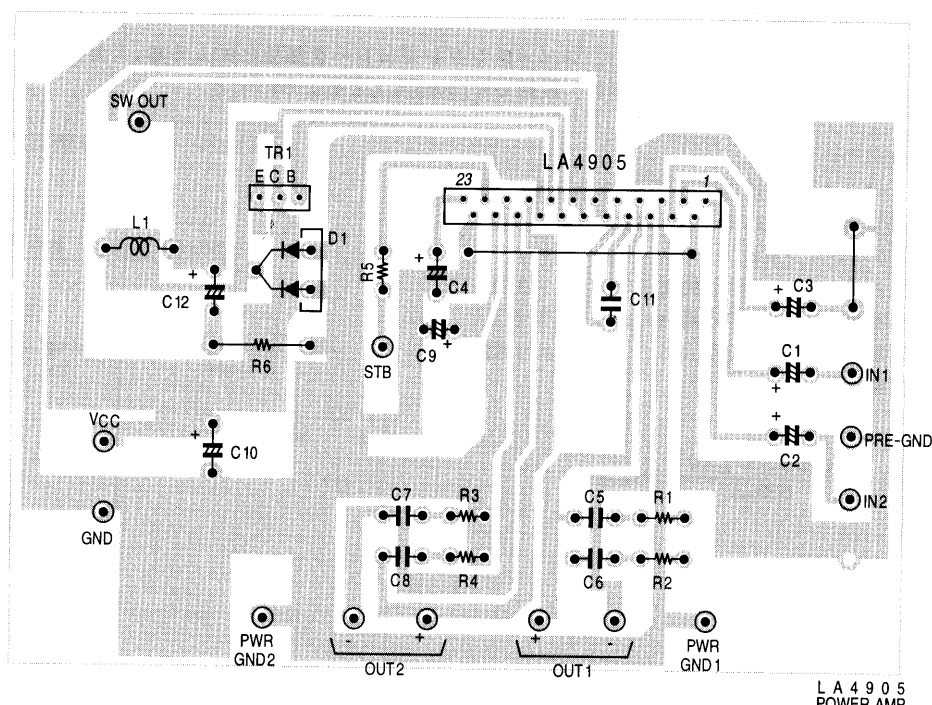 SW OUT
TR1
E C B
LA4905
23
1
L1
D1
+
C12
R5
+
C4
C11
+
C3
R6
STB
C9
+
C1
+
IN1
VCC
+
C10
+
C2
PRE-GND
IN2
GND
C7
R3
C5
R1
C8
R4
C6
R2
PWR
GND2
-
+
OUT2
+
-
OUT1
PWR
GND1
LA4905
POWER AMP